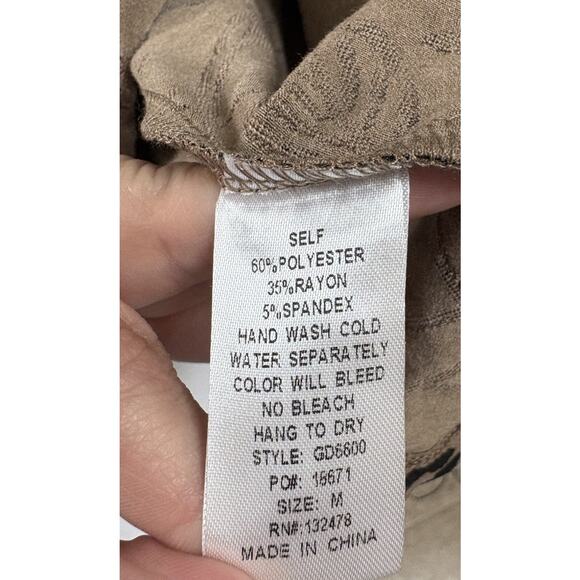 SELF
60%POLYESTER
35%RAYON
5%SPANDEX
HAND WASH COLD
WATER SEPARATELY
COLOR WILL BLEED
NO BLEACH
HANG TO DRY
STYLE: GD6600
PO#: 18671
SIZE: M
RN#:132478
MADE IN CHINA